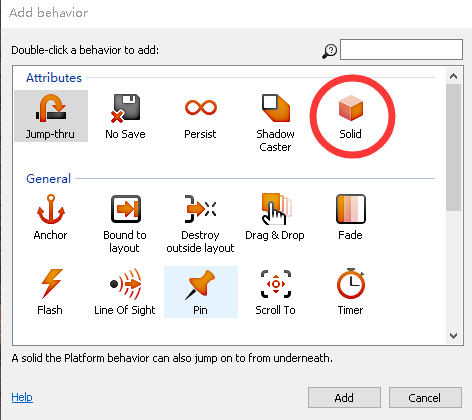 Add behavior
Double-click a behavior to add:
Attributes
Jump-thru
No Save
Persist
Shadow
Caster
Solid
General
Anchor
Bound to
layout
Destroy
outside layout
Drag & Drop
Fade
Flash
Line Of Sight
Pin
Scroll To
Timer
A solid the Platform behavior can also jump on to from underneath.
Help
Add
Cancel